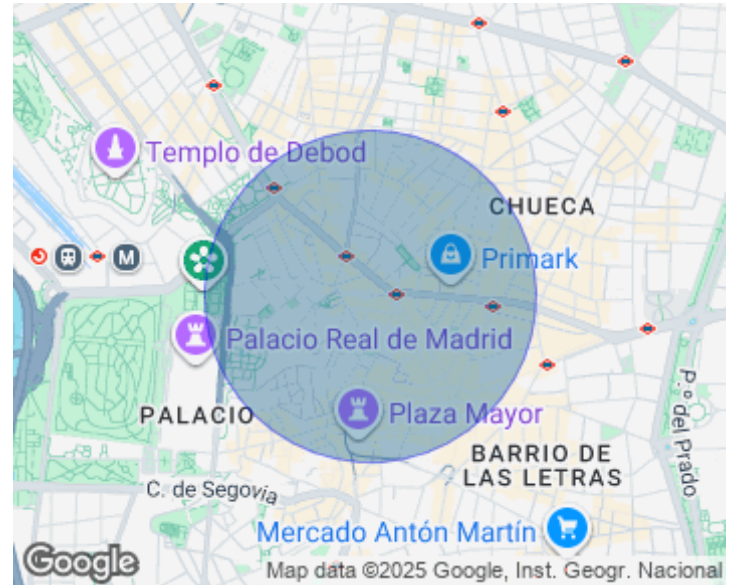 Templo de Debod
CHUECA
Primark
M
Palacio Real de Madrid
PALACIO
Plaza Mayor
P.º del Prado
BARRIO DE
LAS LETRAS
C. de Segovia
Mercado Antón Martín
Google
Map data ©2025 Google, Inst. Geogr. Nacional